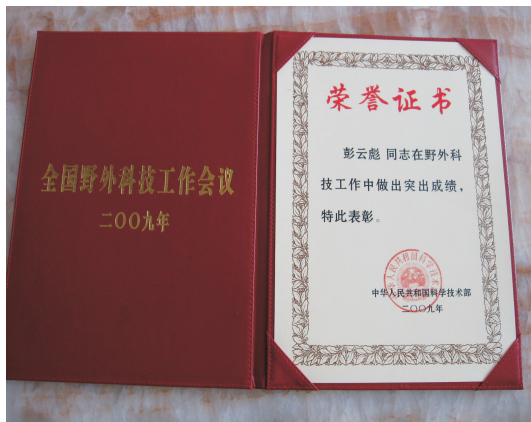 全国野外科技工作会议
二〇〇九年
荣誉证书
彭云彪 同志在野外科
技工作中做出突出成绩，
特此表彰。
中华人民共和国科学技术部
二〇〇九年